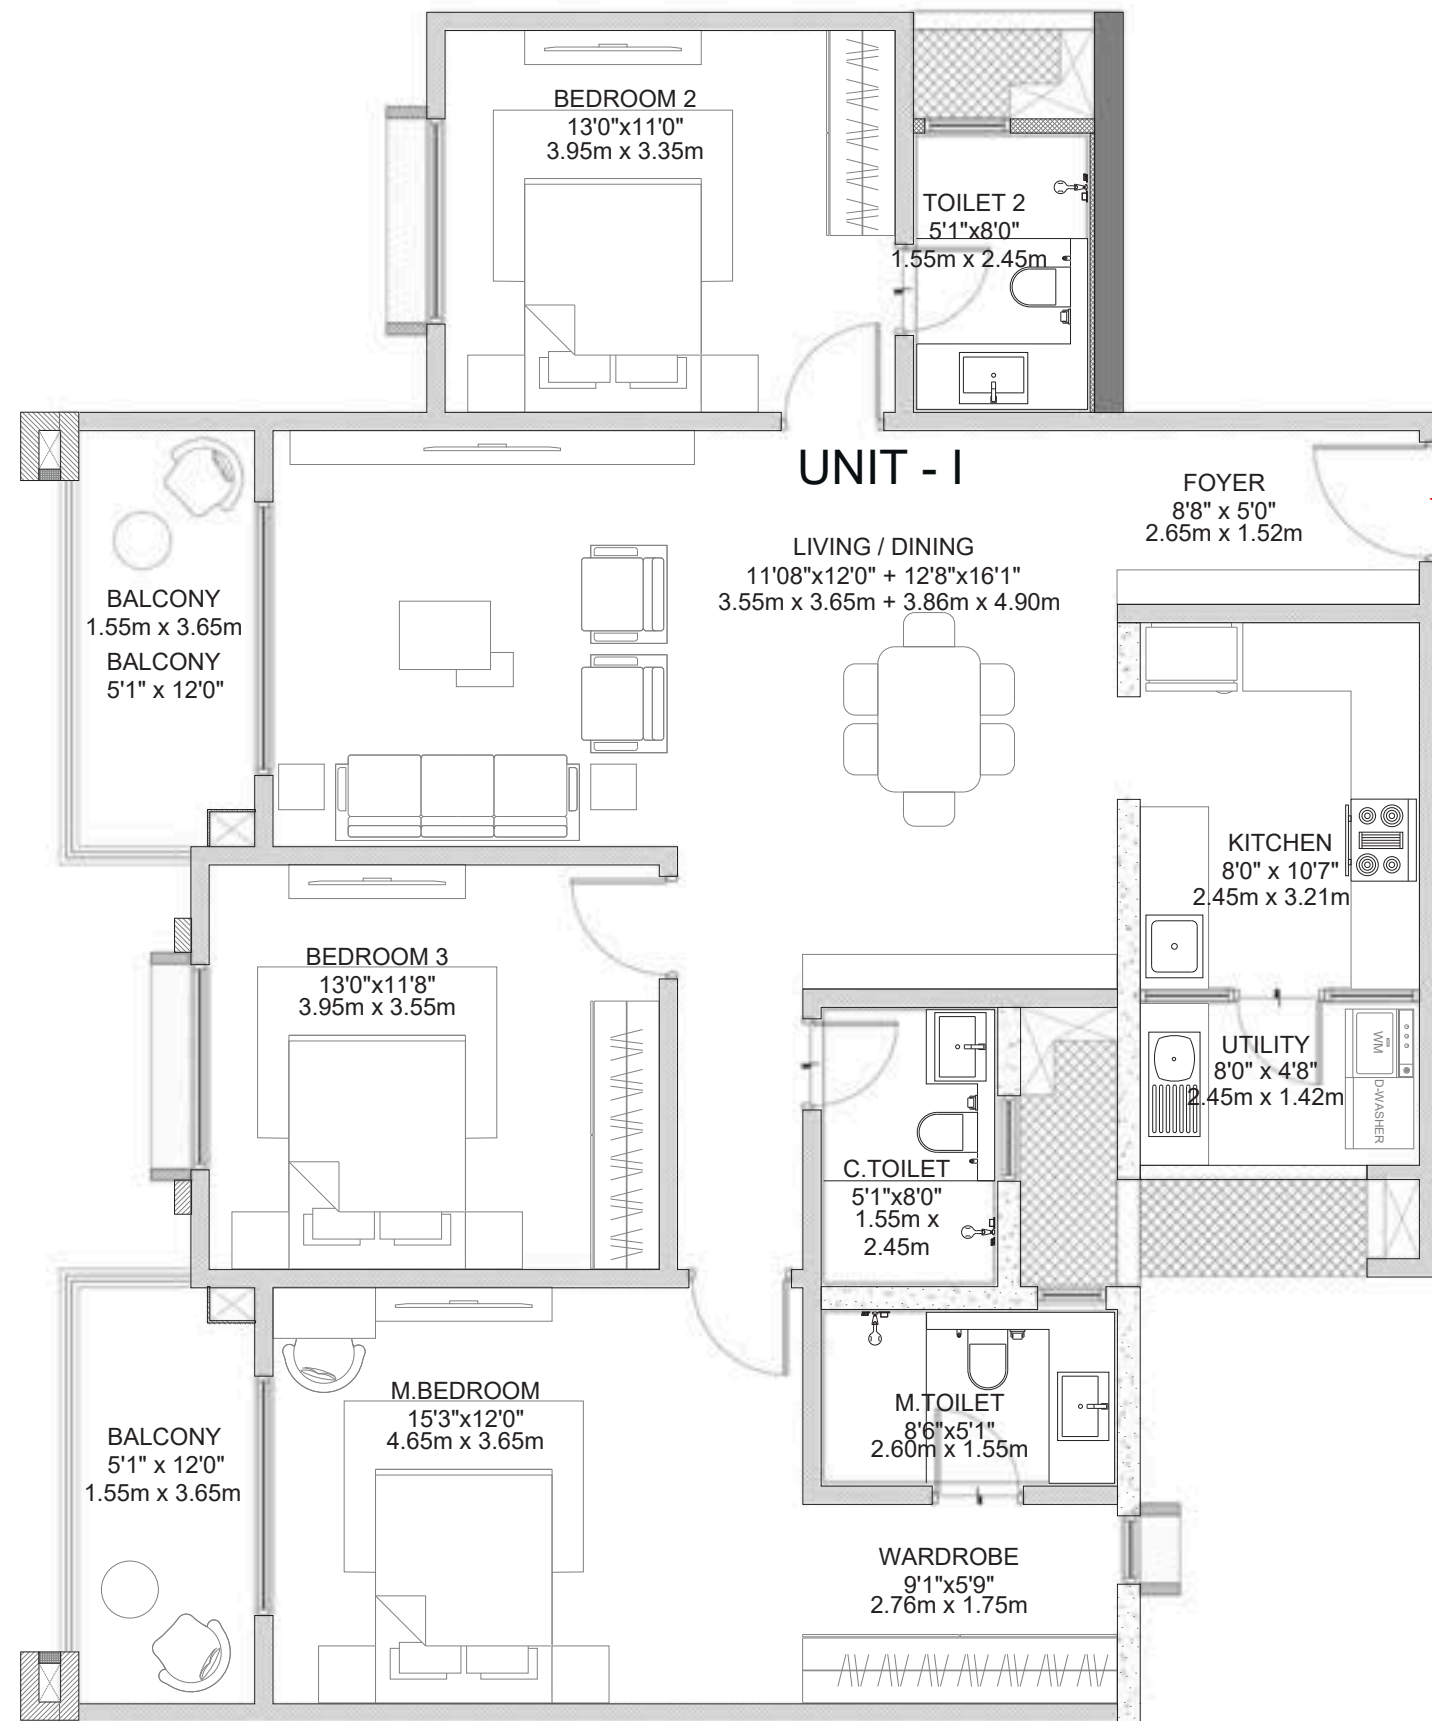 BEDROOM 2
13'0"x11'0"
3.95m x 3.35m
TOILET 2
5'1"x8'0"
1.55m x 2.45m
UNIT - I
FOYER
8'8" x 5'0"
2.65m x 1.52m
LIVING / DINING
11'08"x12'0" + 12'8"x16'1"
3.55m x 3.65m + 3.86m x 4.90m
BALCONY
1.55m x 3.65m
BALCONY
5'1" x 12'0"
KITCHEN
8'0" x 10'7"
2.45m x 3.21m
BEDROOM 3
13'0"x11'8"
3.95m x 3.55m
UTILITY
8'0" x 4'8"
2.45m x 1.42m
WM
D-WASHER
C.TOILET
5'1"x8'0"
1.55m x
2.45m
M.BEDROOM
15'3"x12'0"
4.65m x 3.65m
M.TOILET
8'6"x5'1"
2.60m x 1.55m
BALCONY
5'1" x 12'0"
1.55m x 3.65m
WARDROBE
9'1"x5'9"
2.76m x 1.75m